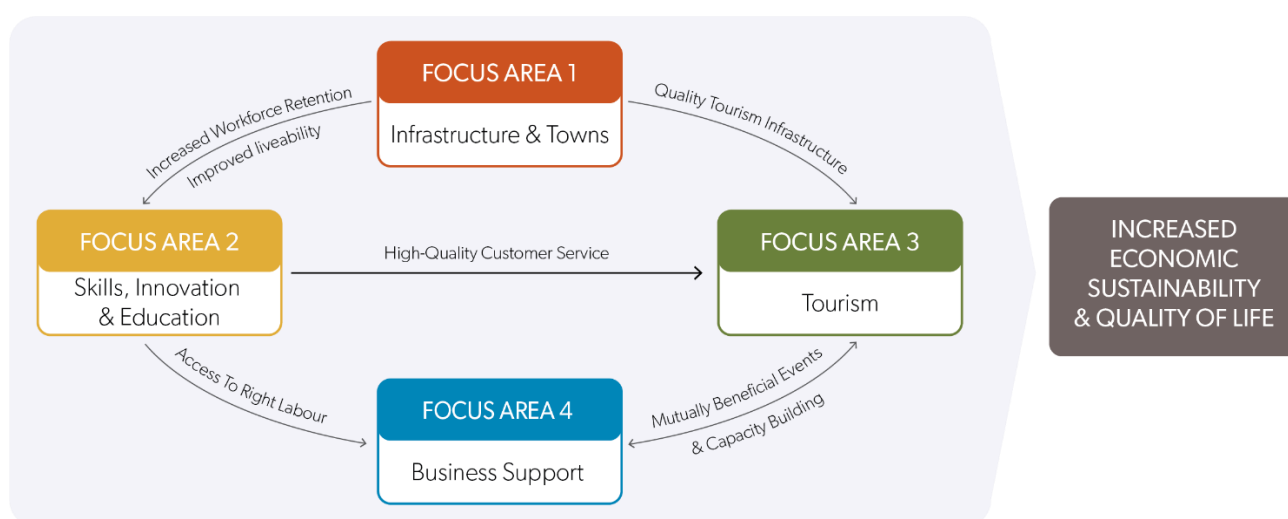 FOCUS AREA 1
Infrastructure & Towns
Increased Workforce Retention
Improved liveability
Quality Tourism Infrastructure
FOCUS AREA 2
Skills, Innovation
& Education
High-Quality Customer Service
FOCUS AREA 3
Tourism
Access To Right Labour
FOCUS AREA 4
Business Support
Mutually Beneficial Events
& Capacity Building
INCREASED
ECONOMIC
SUSTAINABILITY
& QUALITY OF LIFE